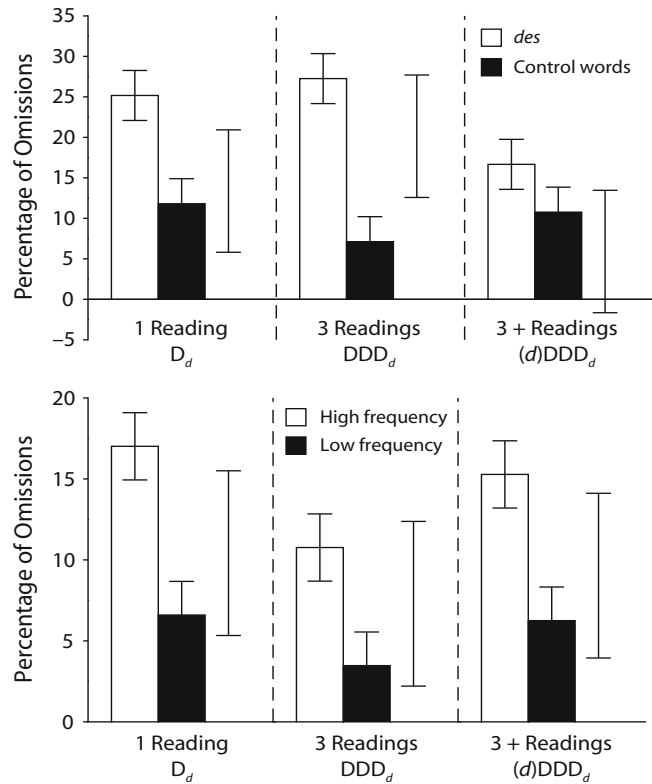 35
30
25
20
15
10
5
0
−5
Percentage of Omissions
des
Control words
1 Reading
D_d
3 Readings
DDD_d
3 + Readings
(d)DDD_d
20
15
10
5
0
Percentage of Omissions
High frequency
Low frequency
1 Reading
D_d
3 Readings
DDD_d
3 + Readings
(d)DDD_d